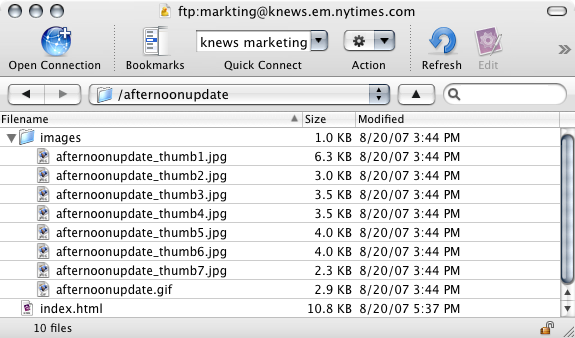 ftp:markting@knews.em.nytimes.com
knews marketing
Open Connection Bookmarks Quick Connect Action Refresh Edit
/afternoonupdate
Filename Size Modified
images 1.0 KB 8/20/07 3:44 PM
afternoonupdate_thumb1.jpg 6.3 KB 8/20/07 3:44 PM
afternoonupdate_thumb2.jpg 3.0 KB 8/20/07 3:44 PM
afternoonupdate_thumb3.jpg 3.5 KB 8/20/07 3:44 PM
afternoonupdate_thumb4.jpg 3.5 KB 8/20/07 3:44 PM
afternoonupdate_thumb5.jpg 4.0 KB 8/20/07 3:44 PM
afternoonupdate_thumb6.jpg 4.0 KB 8/20/07 3:44 PM
afternoonupdate_thumb7.jpg 2.3 KB 8/20/07 3:44 PM
afternoonupdate.gif 2.9 KB 8/20/07 3:44 PM
index.html 10.8 KB 8/20/07 5:37 PM
10 files